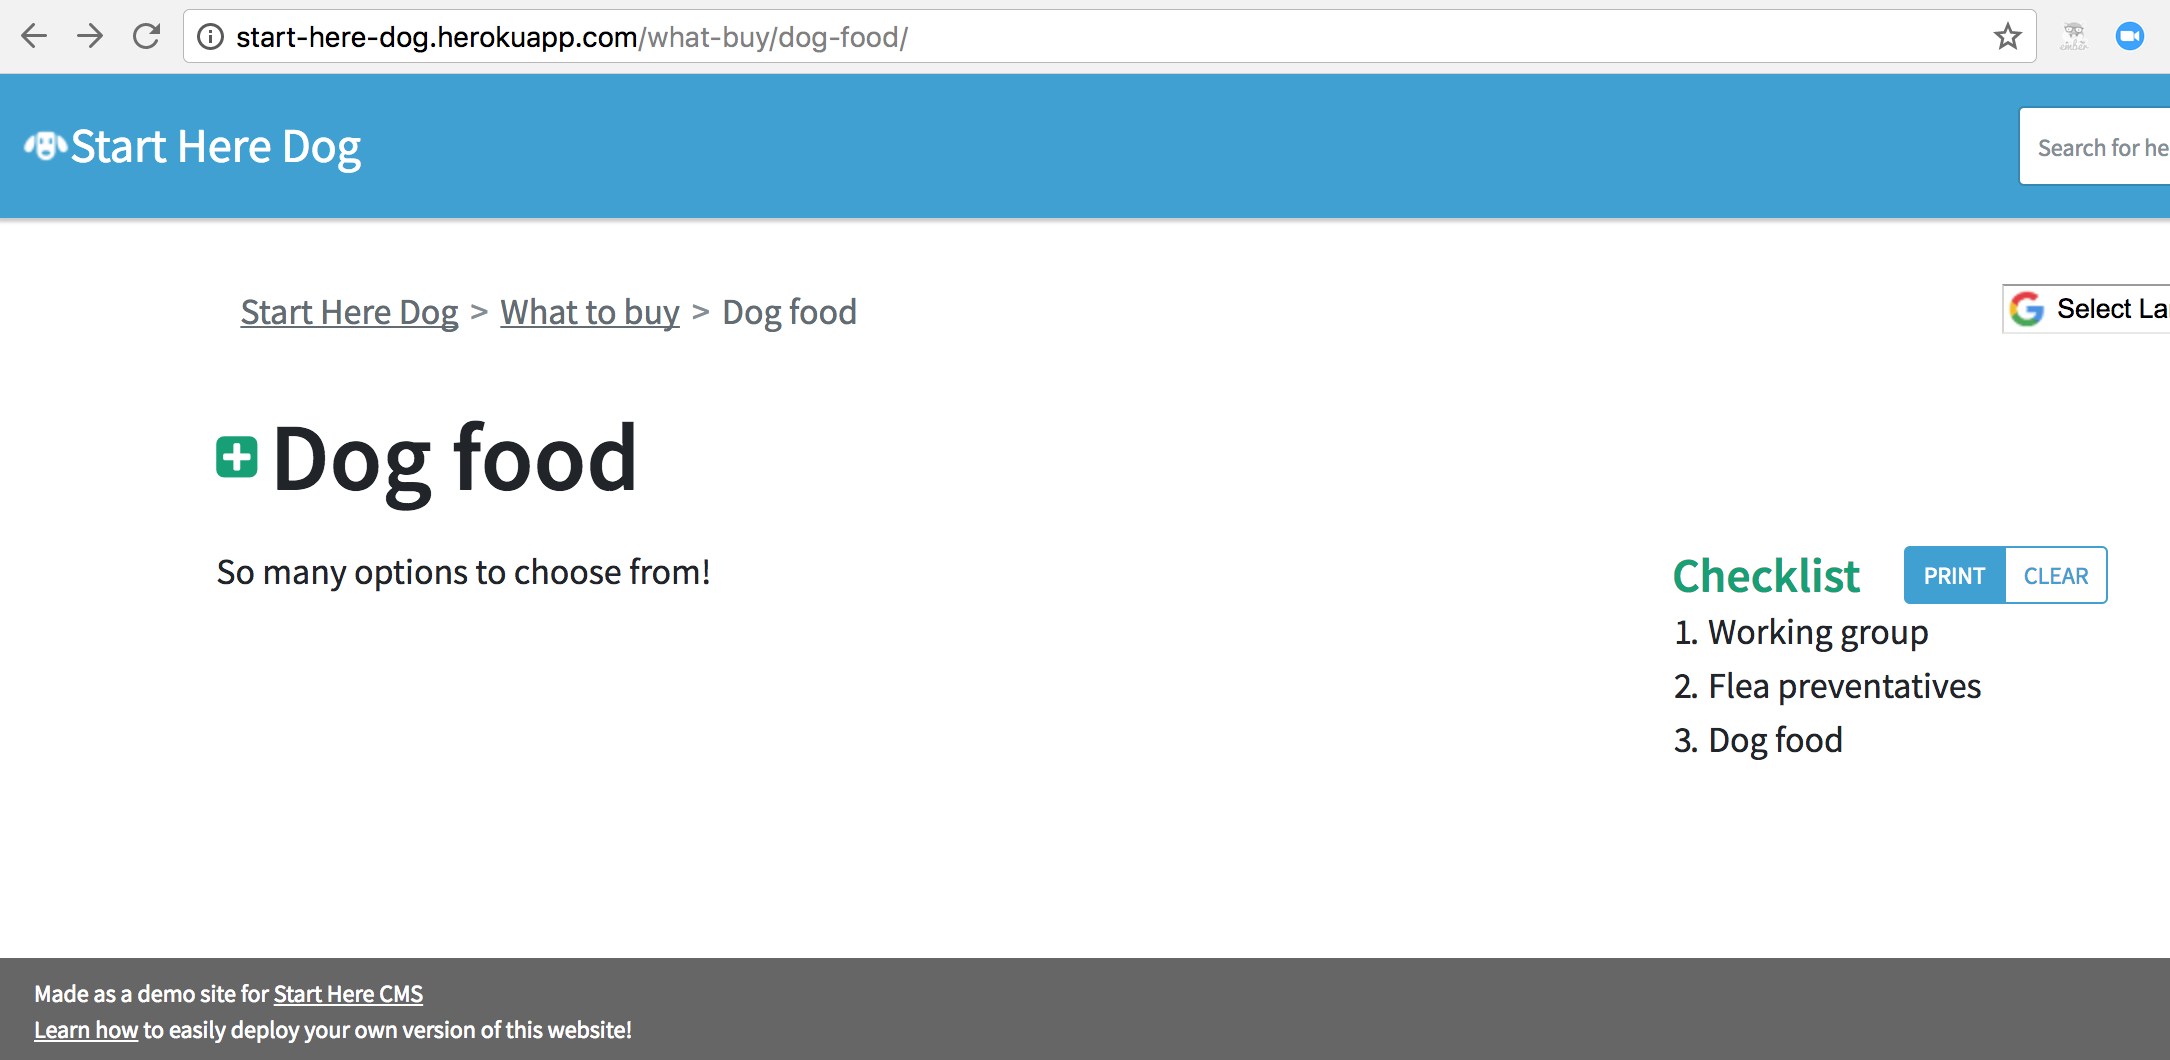 start-here-dog.herokuapp.com/what-buy/dog-food/
ember
Start Here Dog
Search for he
Start Here Dog > What to buy > Dog food
Select La
Dog food
So many options to choose from!
Checklist PRINT CLEAR
1. Working group
2. Flea preventatives
3. Dog food
Made as a demo site for Start Here CMS
Learn how to easily deploy your own version of this website!